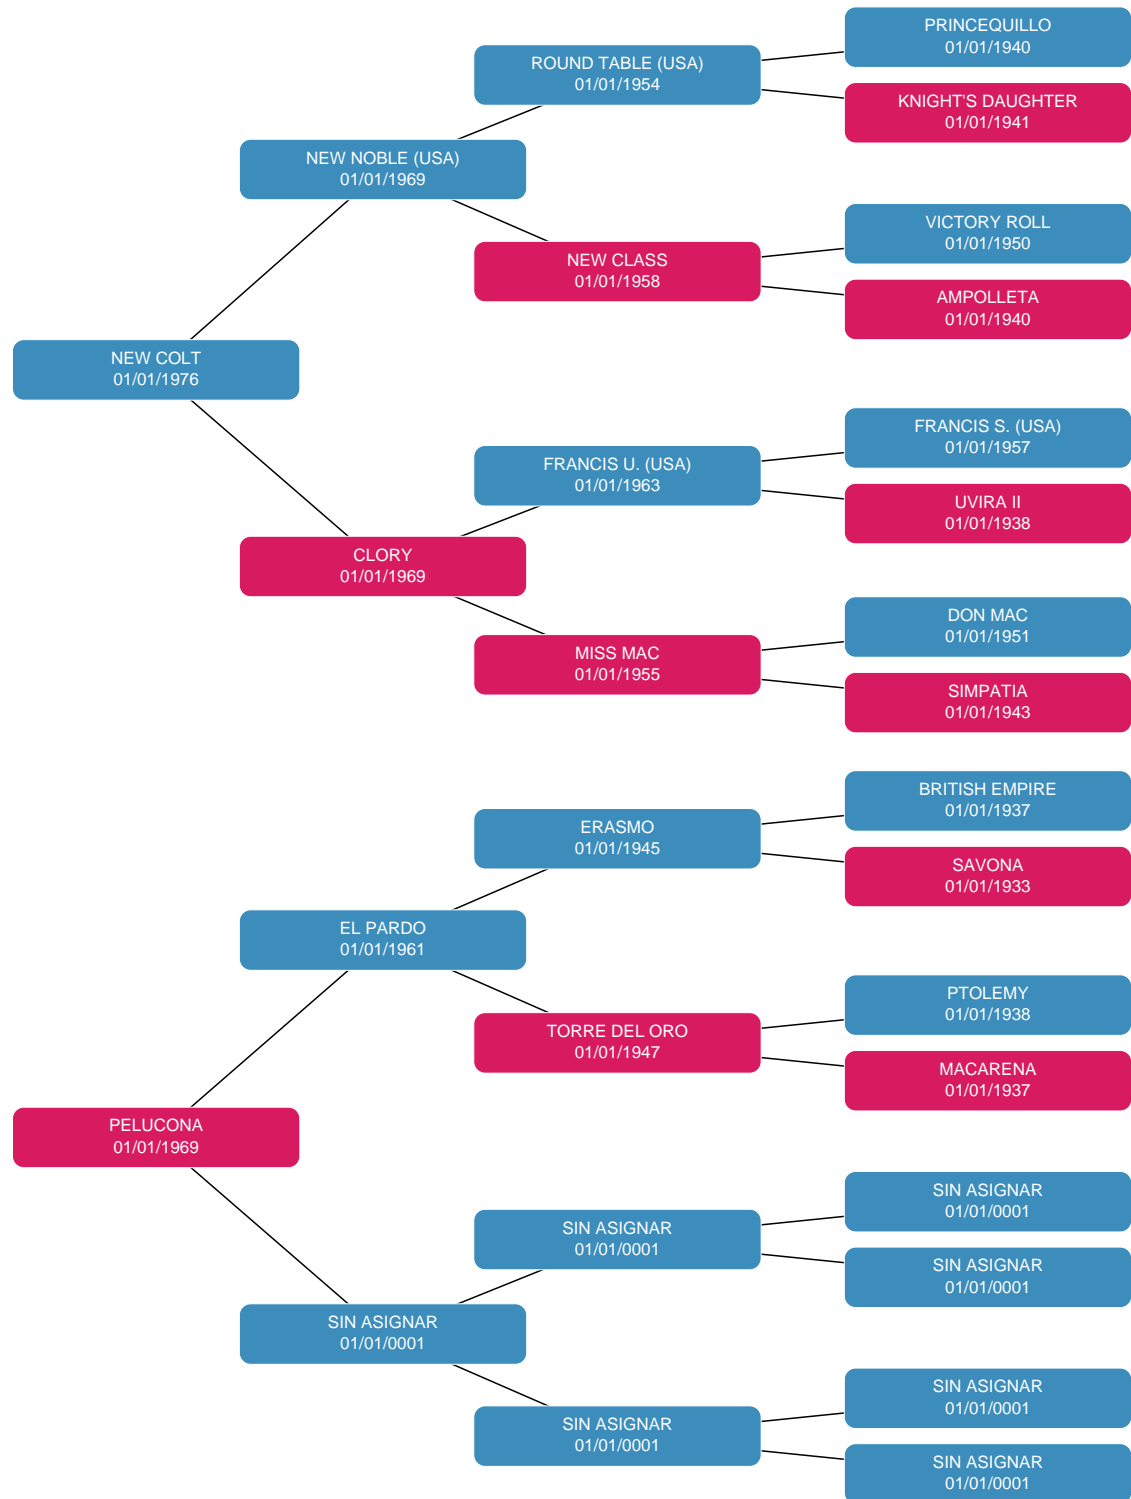 PRINCEQUILLO
01/01/1940
ROUND TABLE (USA)
01/01/1954
KNIGHT'S DAUGHTER
01/01/1941
NEW NOBLE (USA)
01/01/1969
VICTORY ROLL
01/01/1950
NEW CLASS
01/01/1958
AMPOLLETA
01/01/1940
NEW COLT
01/01/1976
FRANCIS S. (USA)
01/01/1957
FRANCIS U. (USA)
01/01/1963
UVIRA II
01/01/1938
CLORY
01/01/1969
DON MAC
01/01/1951
MISS MAC
01/01/1955
SIMPATIA
01/01/1943
BRITISH EMPIRE
01/01/1937
ERASMO
01/01/1945
SAVONA
01/01/1933
EL PARDO
01/01/1961
PTOLEMY
01/01/1938
TORRE DEL ORO
01/01/1947
MACARENA
01/01/1937
PELUCONA
01/01/1969
SIN ASIGNAR
01/01/0001
SIN ASIGNAR
01/01/0001
SIN ASIGNAR
01/01/0001
SIN ASIGNAR
01/01/0001
SIN ASIGNAR
01/01/0001
SIN ASIGNAR
01/01/0001
SIN ASIGNAR
01/01/0001